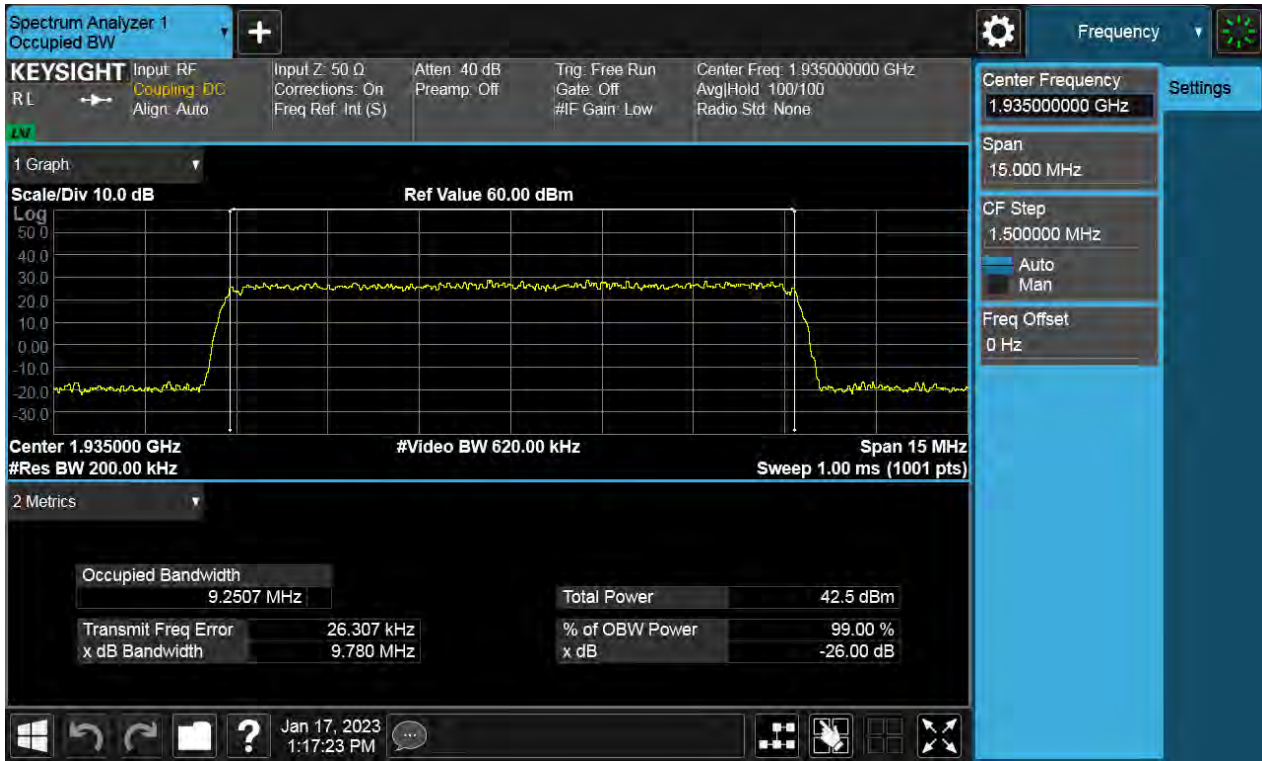 Spectrum Analyzer 1
Occupied BW
+
Frequency
KEYSIGHT
RL
LXI
Input: RF
Coupling: DC
Align: Auto
Input Z: 50 Ω
Corrections: On
Freq Ref: Int (S)
Atten: 40 dB
Preamp: Off
Trig: Free Run
Gate: Off
#IF Gain: Low
Center Freq: 1.935000000 GHz
Avg|Hold: 100/100
Radio Std: None
1 Graph
Scale/Div 10.0 dB
Ref Value 60.00 dBm
Log
50.0
40.0
30.0
20.0
10.0
0.00
-10.0
-20.0
-30.0
Center 1.935000 GHz
#Video BW 620.00 kHz
Span 15 MHz
#Res BW 200.00 kHz
Sweep 1.00 ms (1001 pts)
2 Metrics
Occupied Bandwidth
9.2507 MHz
Total Power 42.5 dBm
Transmit Freq Error 26.307 kHz
% of OBW Power 99.00 %
x dB Bandwidth 9.780 MHz
x dB -26.00 dB
?
Jan 17, 2023
1:17:23 PM
Center Frequency
1.935000000 GHz
Settings
Span
15.000 MHz
CF Step
1.500000 MHz
Auto
Man
Freq Offset
0 Hz